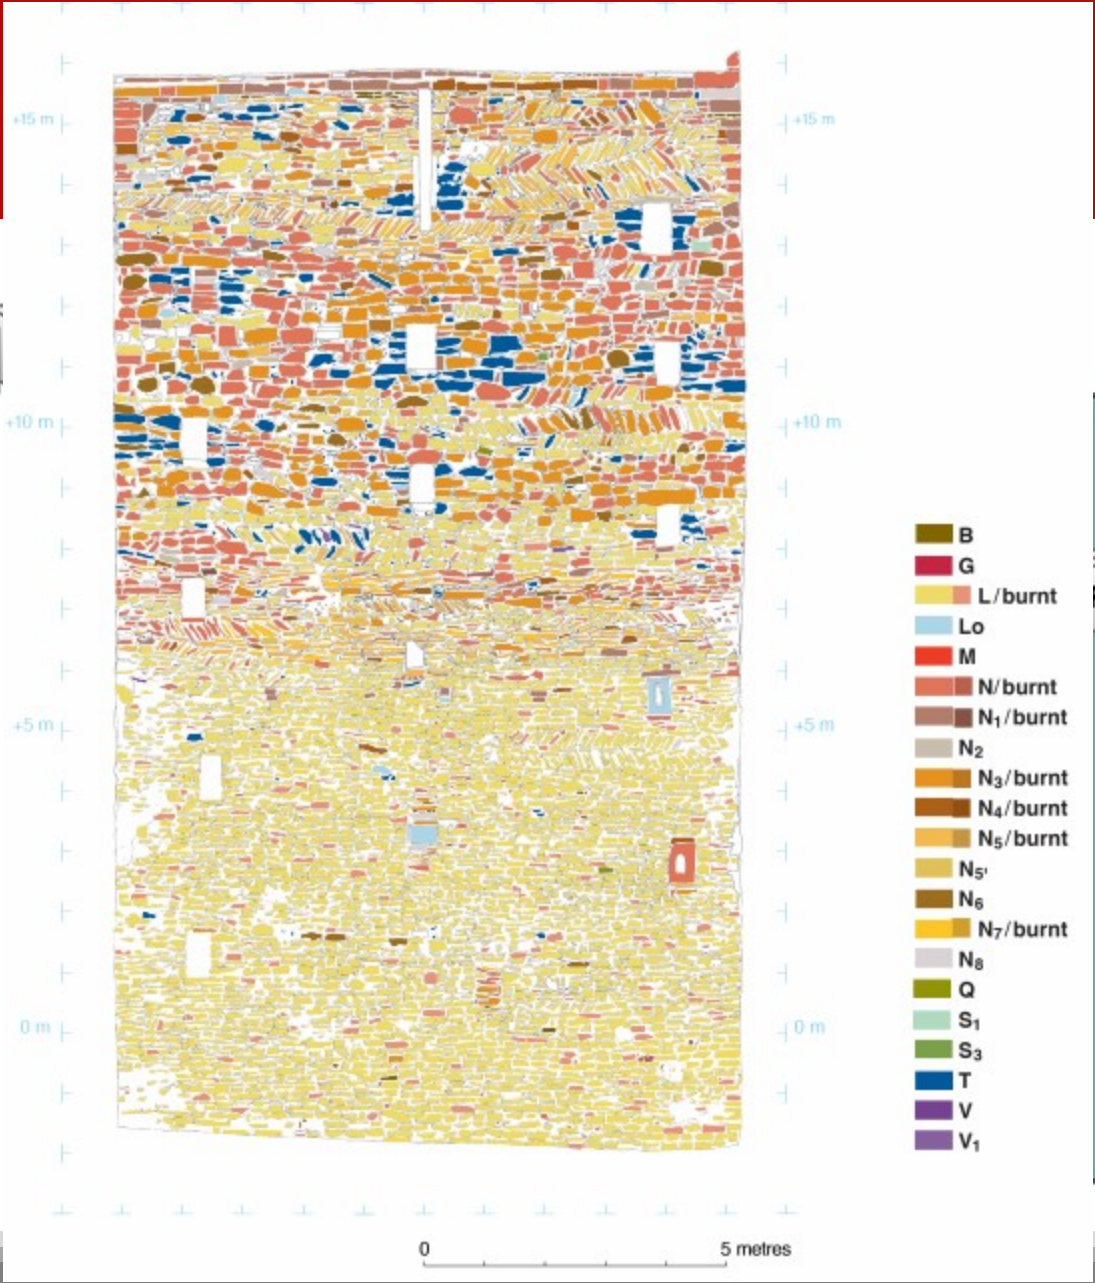 +15 m +15 m
+10 m +10 m
B
G
L/burnt
Lo
M
N/burnt
N₁/burnt
N₂
+5 m +5 m
N₃/burnt
N₄/burnt
N₅/burnt
N₅'
N₆
N₇/burnt
N₈
Q
0 m 0 m
S₁
S₃
T
V
V₁
0 5 metres